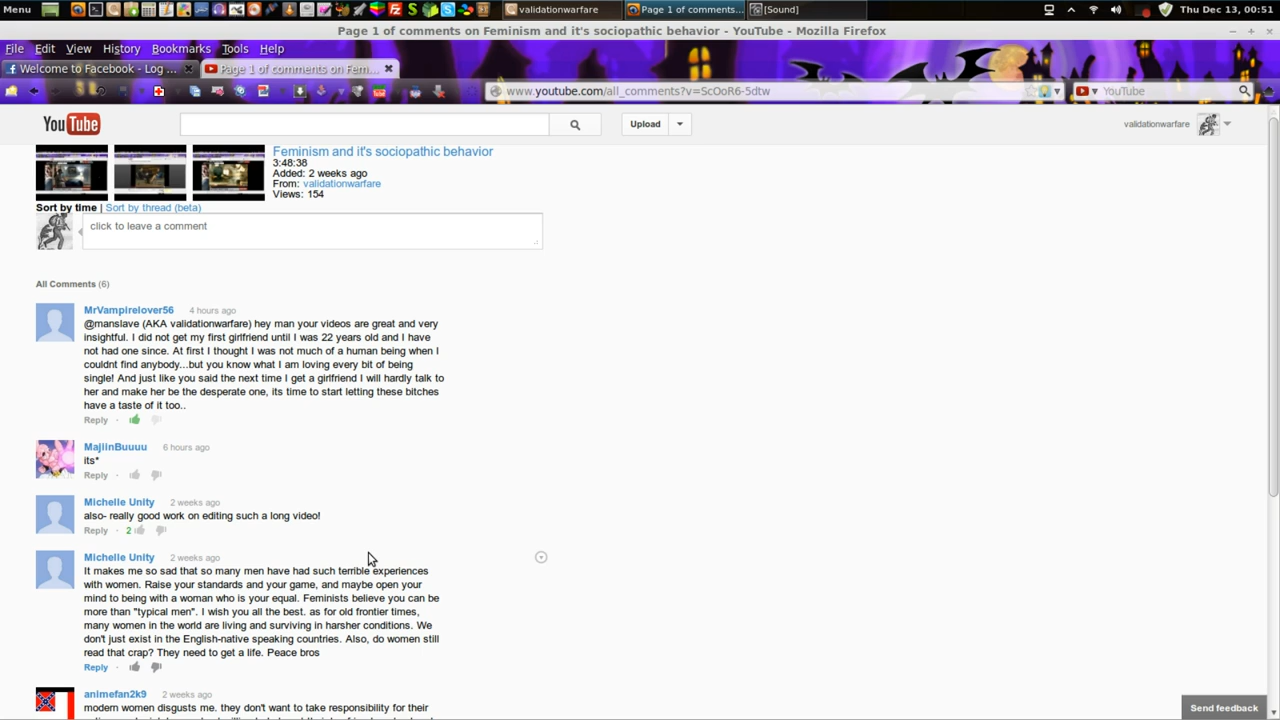 Menu
validationwarfare
Page 1 of comments...
[Sound]
Thu Dec 13, 00:51
Page 1 of comments on Feminism and it's sociopathic behavior - YouTube - Mozilla Firefox
File Edit View History Bookmarks Tools Help
Welcome to Facebook - Log ...
Page 1 of comments on Fem...
www.youtube.com/all_comments?v=ScOoR6-5dtw
YouTube
YouTube
Upload
validationwarfare
Feminism and it's sociopathic behavior
3:48:38
Added: 2 weeks ago
From: validationwarfare
Views: 154
Sort by time | Sort by thread (beta)
click to leave a comment
All Comments (6)
MrVampirelover56 4 hours ago
@manslave (AKA validationwarfare) hey man your videos are great and very
insightful. I did not get my first girlfriend until I was 22 years old and I have
not had one since. At first I thought I was not much of a human being when I
couldnt find anybody...but you know what I am loving every bit of being
single! And just like you said the next time I get a girlfriend I will hardly talk to
her and make her be the desperate one, its time to start letting these bitches
have a taste of it too..
Reply ·
MajiinBuuuu 6 hours ago
its*
Reply ·
Michelle Unity 2 weeks ago
also- really good work on editing such a long video!
Reply · 2
Michelle Unity 2 weeks ago
It makes me so sad that so many men have had such terrible experiences
with women. Raise your standards and your game, and maybe open your
mind to being with a woman who is your equal. Feminists believe you can be
more than "typical men". I wish you all the best. as for old frontier times,
many women in the world are living and surviving in harsher conditions. We
don't just exist in the English-native speaking countries. Also, do women still
read that crap? They need to get a life. Peace bros
Reply ·
animefan2k9 2 weeks ago
modern women disgusts me. they don't want to take responsibility for their
Send feedback